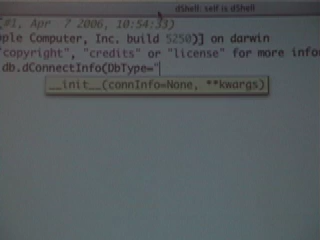 dShell: self is dShell
(#1, Apr 7 2006, 10:54:33)
ple Computer, Inc. build 5250)] on darwin
"copyright", "credits" or "license" for more info
db.dConnectInfo(DbType="
__init__(connInfo=None, **kwargs)